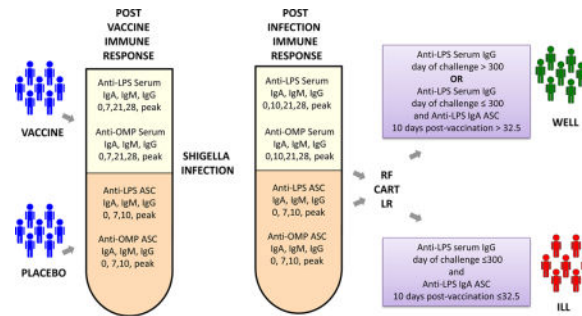 POST
VACCINE
IMMUNE
RESPONSE
Anti-LPS Serum
IgA, IgM, IgG
0,7,21,28, peak
Anti-OMP Serum
IgA, IgM, IgG
0,7,21,28, peak
Anti-LPS ASC
IgA, IgM, IgG
0, 7,10, peak
Anti-OMP ASC
IgA, IgM, IgG
0, 7,10, peak
VACCINE
PLACEBO
SHIGELLA
INFECTION
POST
INFECTION
IMMUNE
RESPONSE
Anti-LPS Serum
IgA, IgM, IgG
0,10,21,28, peak
Anti-OMP Serum
IgA, IgM, IgG
0,10,21,28, peak
Anti-LPS ASC
IgA, IgM, IgG
0, 7,10, peak
Anti-OMP ASC
IgA, IgM, IgG
0, 7,10, peak
RF
CART
LR
Anti-LPS Serum IgG
day of challenge > 300
OR
Anti-LPS Serum IgG
day of challenge ≤ 300
and Anti-LPS IgA ASC
10 days post-vaccination > 32.5
WELL
Anti-LPS serum IgG
day of challenge ≤300
and
Anti-LPS IgA ASC
10 days post-vaccination ≤32.5
ILL